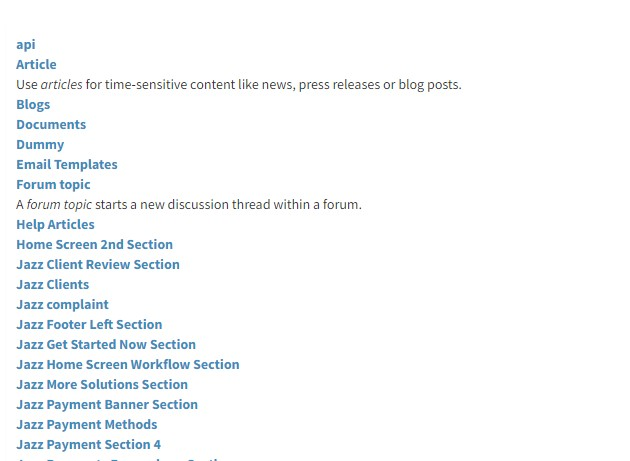 api
Article
Use articles for time-sensitive content like news, press releases or blog posts.
Blogs
Documents
Dummy
Email Templates
Forum topic
A forum topic starts a new discussion thread within a forum.
Help Articles
Home Screen 2nd Section
Jazz Client Review Section
Jazz Clients
Jazz complaint
Jazz Footer Left Section
Jazz Get Started Now Section
Jazz Home Screen Workflow Section
Jazz More Solutions Section
Jazz Payment Banner Section
Jazz Payment Methods
Jazz Payment Section 4